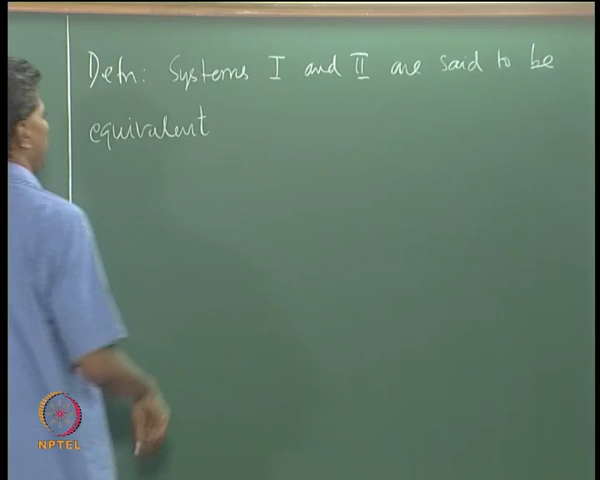 Defn: Systems I and II are said to be
equivalent
NPTEL